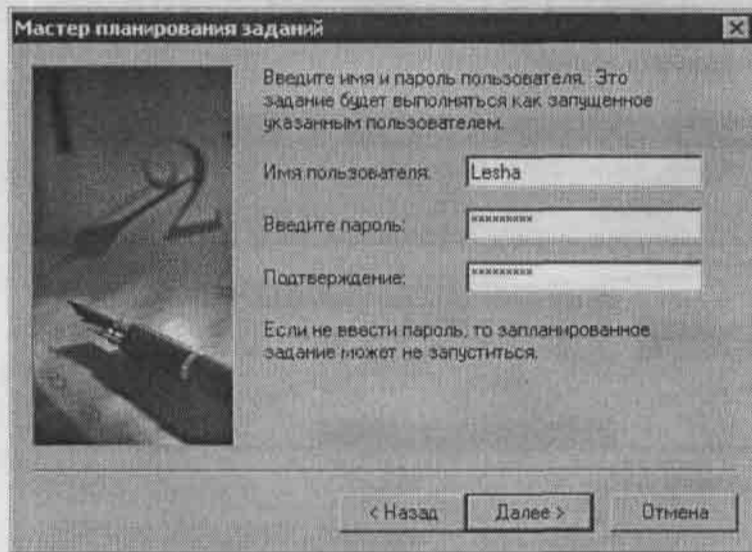 Мастер планирования заданий
Введите имя и пароль пользователя. Это
задание будет выполняться как запущенное
указанным пользователем.
Имя пользователя: Lesha
Введите пароль: ×××××××××
Подтверждение: ×××××××××
Если не ввести пароль, то запланированное
задание может не запуститься.
< Назад Далее > Отмена